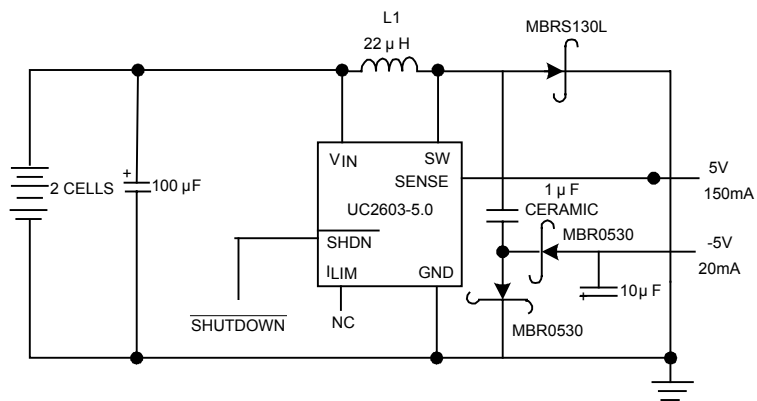 L1
22 µ H
MBRS130L
VIN
SW
SENSE
5V
150mA
+
2 CELLS
100 µF
UC2603-5.0
1 µ F
CERAMIC
MBR0530
-5V
20mA
SHDN
ILIM
GND
10µ F
+
SHUTDOWN
NC
MBR0530